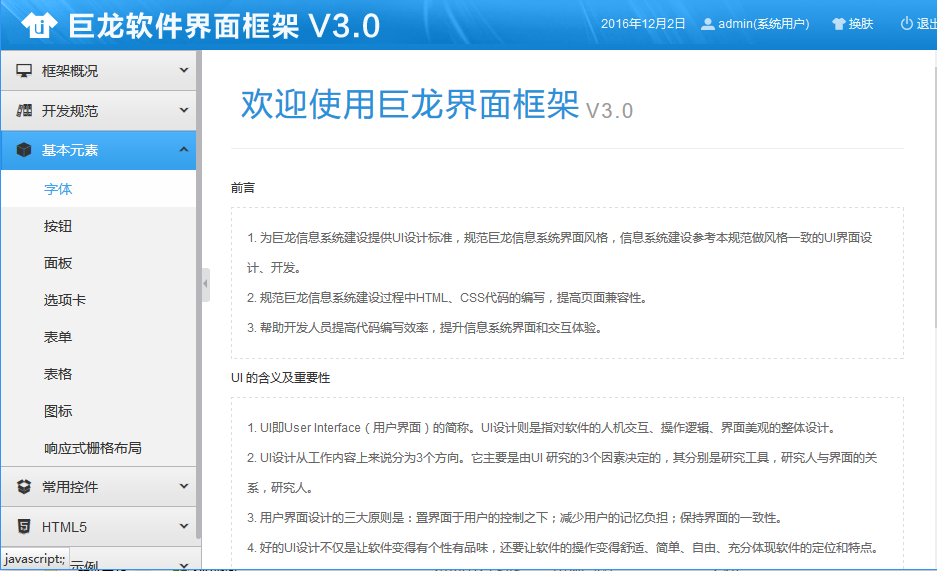 ui 巨龙软件界面框架 V3.0
2016年12月2日 admin(系统用户) 换肤 退出
框架概况
开发规范
基本元素
字体
按钮
面板
选项卡
表单
表格
图标
响应式栅格布局
常用控件
HTML5
示例
javascript:;
欢迎使用巨龙界面框架 V3.0
前言
1. 为巨龙信息系统建设提供UI设计标准，规范巨龙信息系统界面风格，信息系统建设参考本规范做风格一致的UI界面设
计、开发。
2. 规范巨龙信息系统建设过程中HTML、CSS代码的编写，提高页面兼容性。
3. 帮助开发人员提高代码编写效率，提升信息系统界面和交互体验。
UI 的含义及重要性
1. UI即User Interface（用户界面）的简称。UI设计则是指对软件的人机交互、操作逻辑、界面美观的整体设计。
2. UI设计从工作内容上来说分为3个方向。它主要是由UI 研究的3个因素决定的，其分别是研究工具，研究人与界面的关
系，研究人。
3. 用户界面设计的三大原则是：置界面于用户的控制之下；减少用户的记忆负担；保持界面的一致性。
4. 好的UI设计不仅是让软件变得有个性有品味，还要让软件的操作变得舒适、简单、自由、充分体现软件的定位和特点。